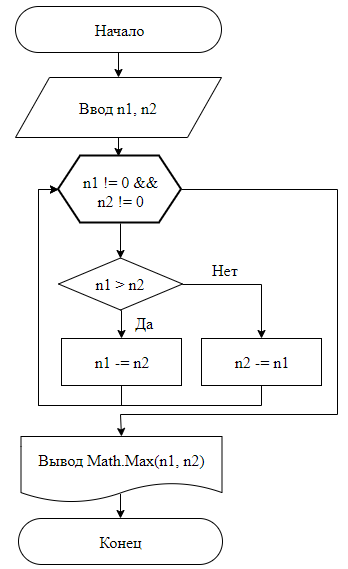 Начало
Ввод n1, n2
n1 != 0 &&
n2 != 0
n1 > n2
Нет
Да
n1 -= n2
n2 -= n1
Вывод Math.Max(n1, n2)
Конец